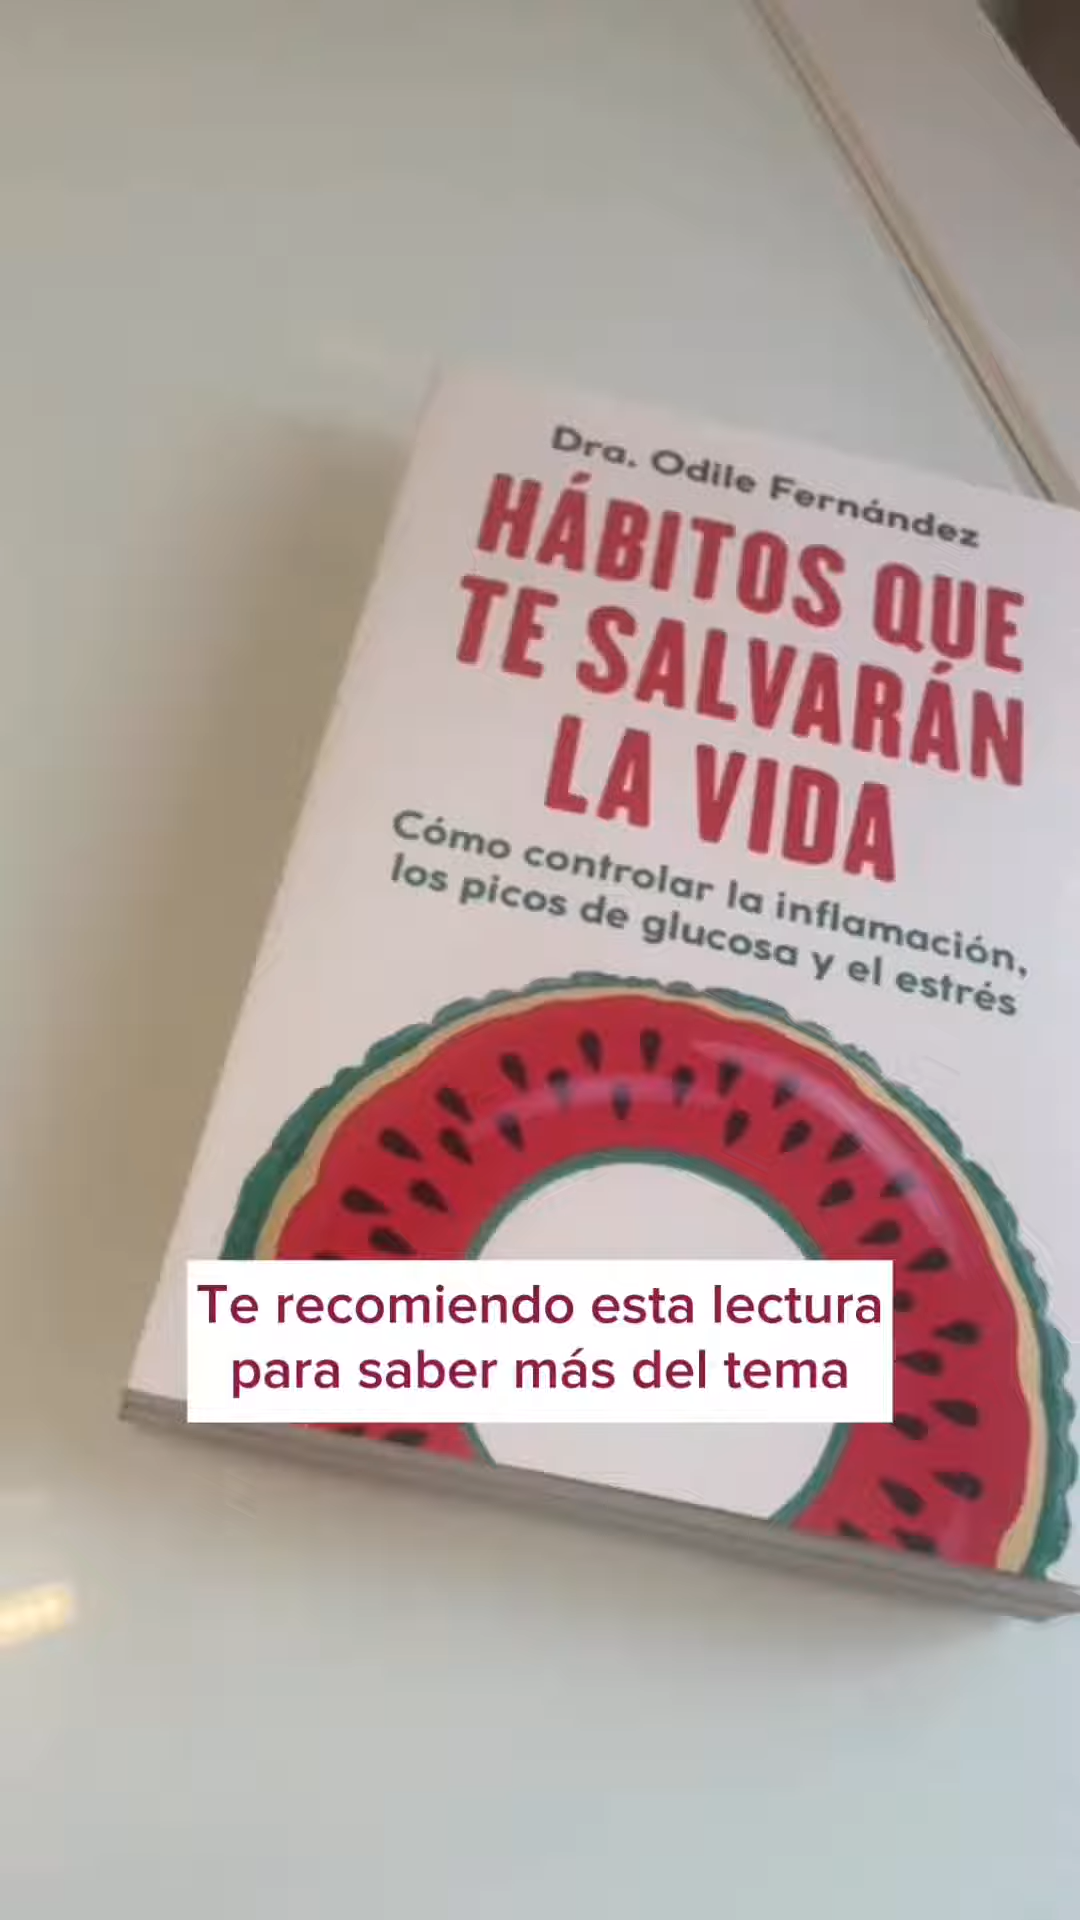 Dra. Odile Fernández
HÁBITOS QUE
TE SALVARÁN
LA VIDA
Cómo controlar la inflamación,
los picos de glucosa y el estrés
Te recomiendo esta lectura
para saber más del tema